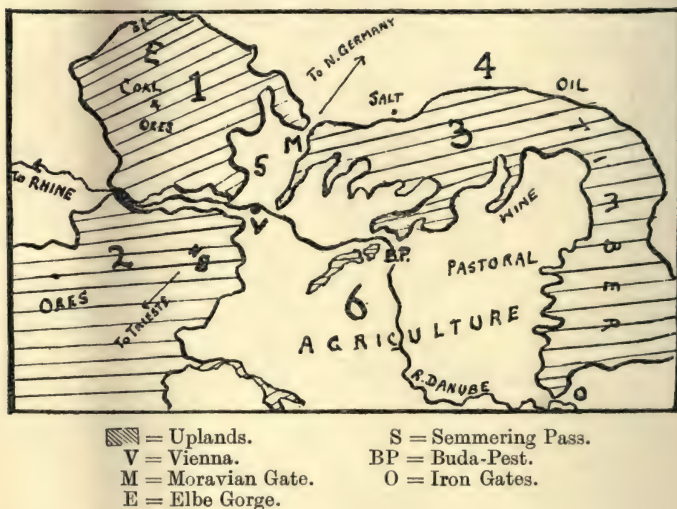 TO N. GERMANY
4
E
1
COAL
&
ORES
SALT
OIL
M
3
5
TO RHINE
V
WINE
TIMBER
2
S
BP.
PASTORAL
ORES
TO TRIESTE
6
AGRICULTURE
R. DANUBE
O
= Uplands.
V = Vienna.
M = Moravian Gate.
E = Elbe Gorge.
S = Semmering Pass.
BP = Buda-Pest.
O = Iron Gates.